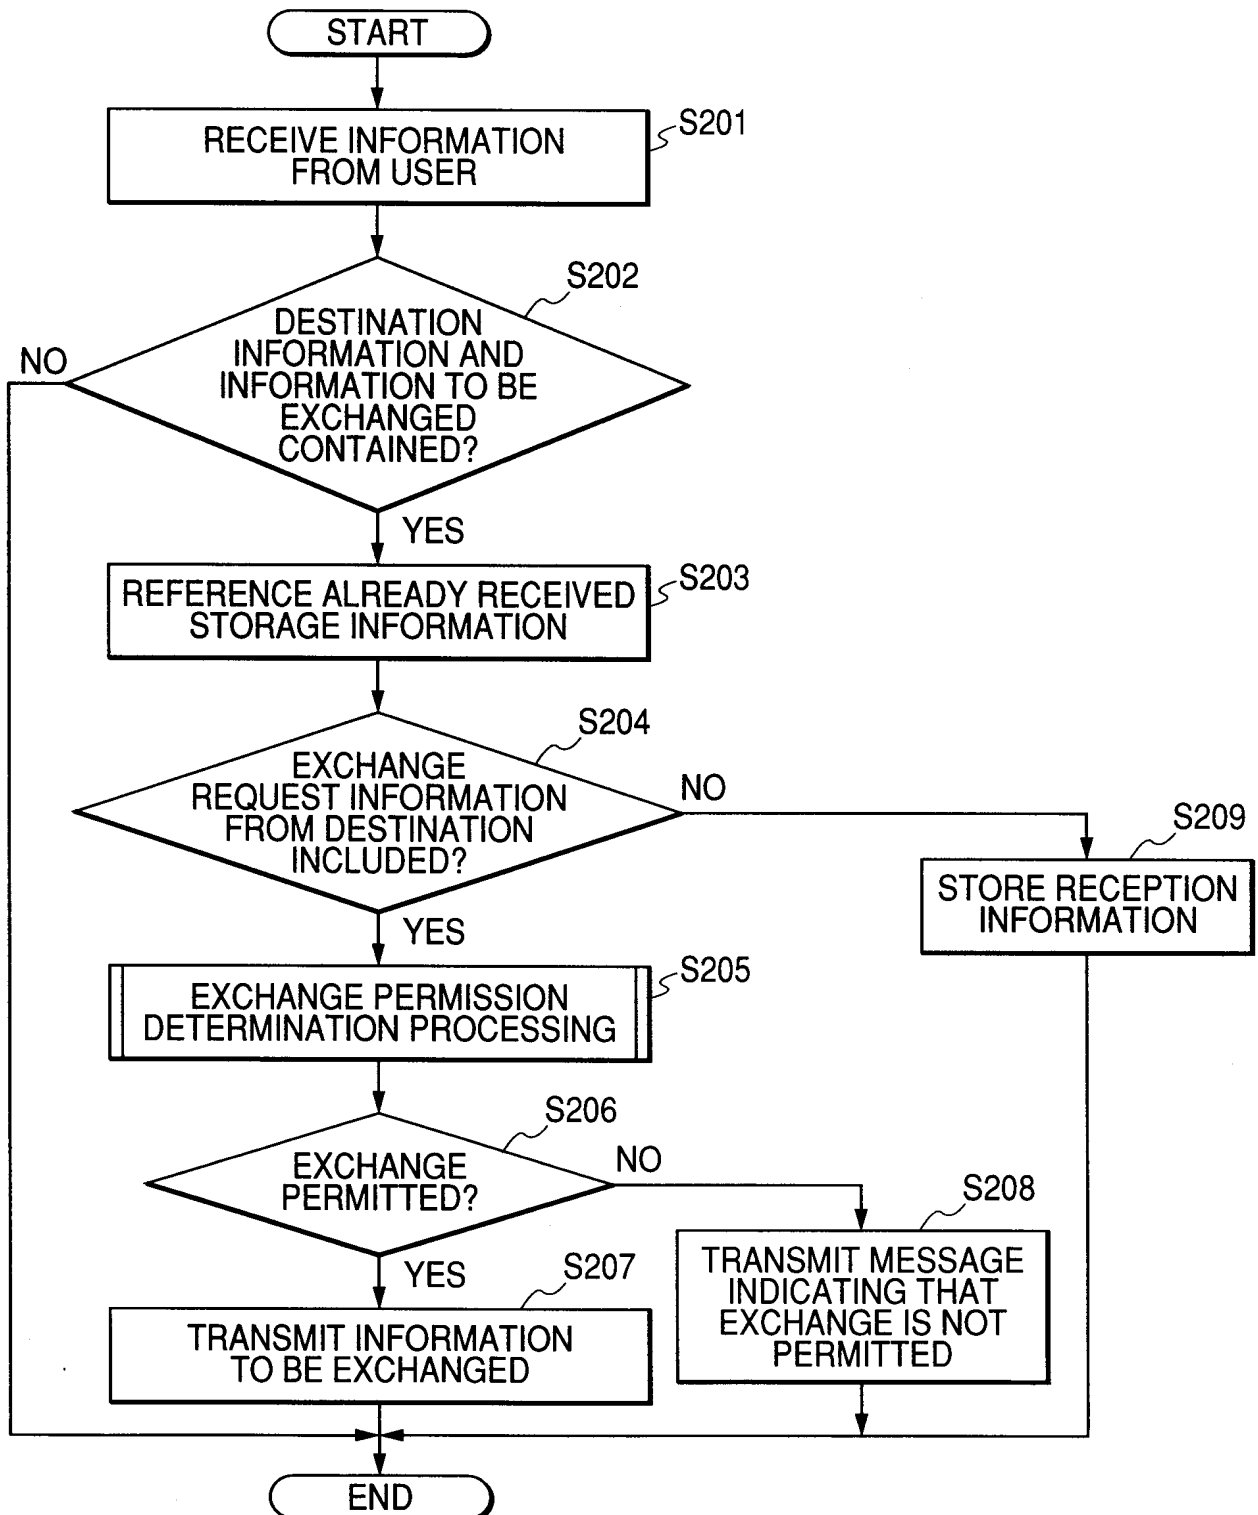 START
RECEIVE INFORMATION
FROM USER
S201
S202
DESTINATION
INFORMATION AND
INFORMATION TO BE
EXCHANGED
CONTAINED?
NO
YES
REFERENCE ALREADY RECEIVED
STORAGE INFORMATION
S203
S204
EXCHANGE
REQUEST INFORMATION
FROM DESTINATION
INCLUDED?
NO
YES
S209
STORE RECEPTION
INFORMATION
EXCHANGE PERMISSION
DETERMINATION PROCESSING
S205
S206
EXCHANGE
PERMITTED?
NO
YES
S208
TRANSMIT MESSAGE
INDICATING THAT
EXCHANGE IS NOT
PERMITTED
S207
TRANSMIT INFORMATION
TO BE EXCHANGED
END